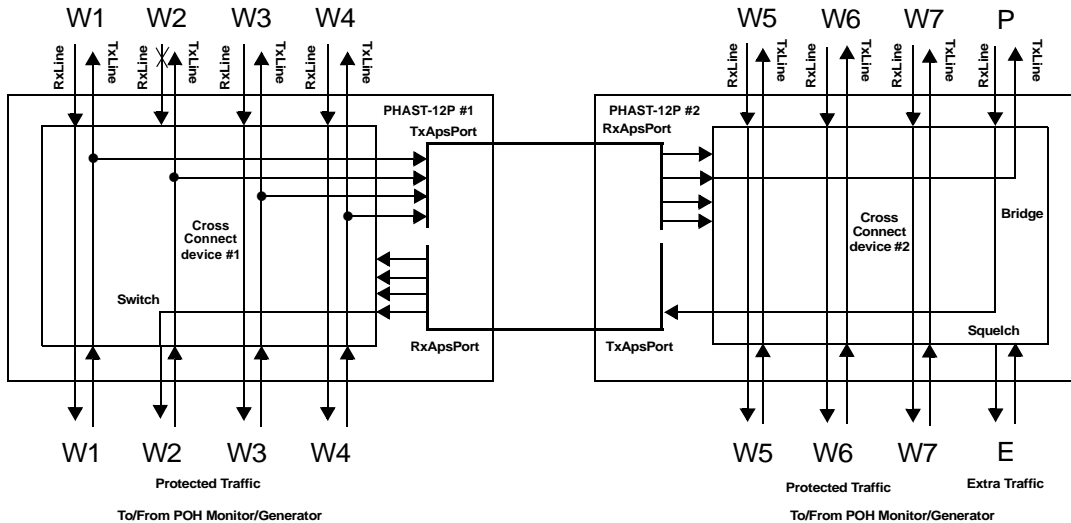 W1 W2 W3 W4 W5 W6 W7 P
RxLine TxLine RxLine TxLine RxLine TxLine RxLine TxLine RxLine TxLine RxLine TxLine RxLine TxLine RxLine TxLine
PHAST-12P #1
TxApsPort
PHAST-12P #2
RxApsPort
Cross
Connect
device #1
Cross
Connect
device #2
Bridge
Switch
Squelch
RxApsPort
TxApsPort
W1 W2 W3 W4 W5 W6 W7 E
Protected Traffic
Protected Traffic
Extra Traffic
To/From POH Monitor/Generator
To/From POH Monitor/Generator